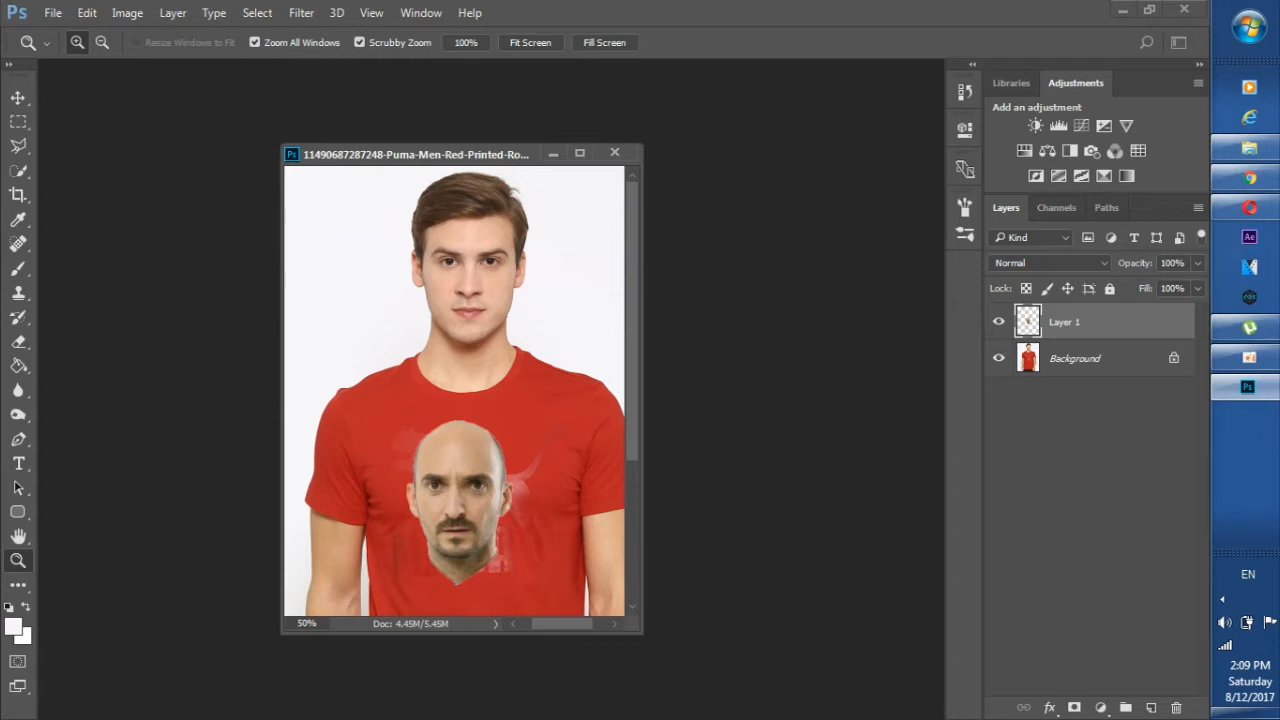 Ps File Edit Image Layer Type Select Filter 3D View Window Help
Resize Windows to Fit Zoom All Windows Scrubby Zoom 100% Fit Screen Fill Screen
Libraries Adjustments
Add an adjustment
Ps 11490687287248-Puma-Men-Red-Printed-Ro...
Layers Channels Paths
Kind
Normal Opacity: 100%
Lock: Fill: 100%
Layer 1
Background
50% Doc: 4.45M/5.45M
Ae
Ps
EN
2:09 PM
Saturday
8/12/2017